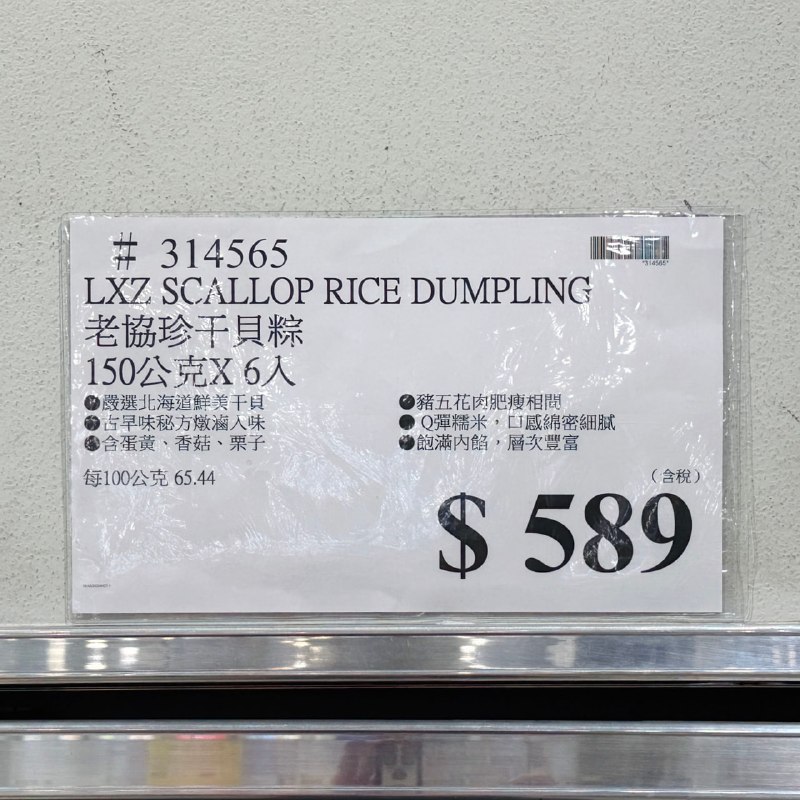 # 314565
*314565*
LXZ SCALLOP RICE DUMPLING
老協珍干貝粽
150公克X 6入
嚴選北海道鮮美干貝
古早味秘方燉滷入味
含蛋黃、香菇、栗子
豬五花肉肥瘦相間
Q彈糯米，口感綿密細膩
飽滿內餡，層次豐富
每100公克 65.44
（含稅）
$ 589